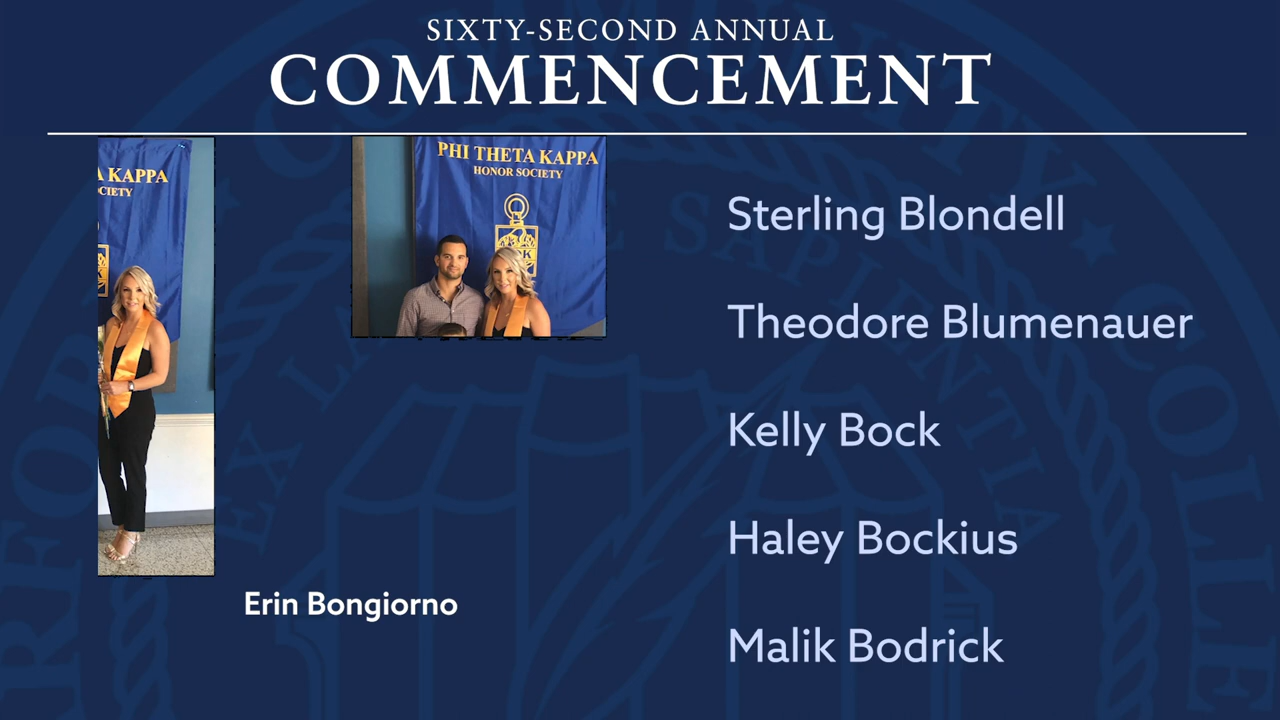 SIXTY-SECOND ANNUAL
COMMENCEMENT
A KAPPA
CIETY
PHI THETA KAPPA
HONOR SOCIETY
Erin Bongiorno
Sterling Blondell
Theodore Blumenauer
Kelly Bock
Haley Bockius
Malik Bodrick